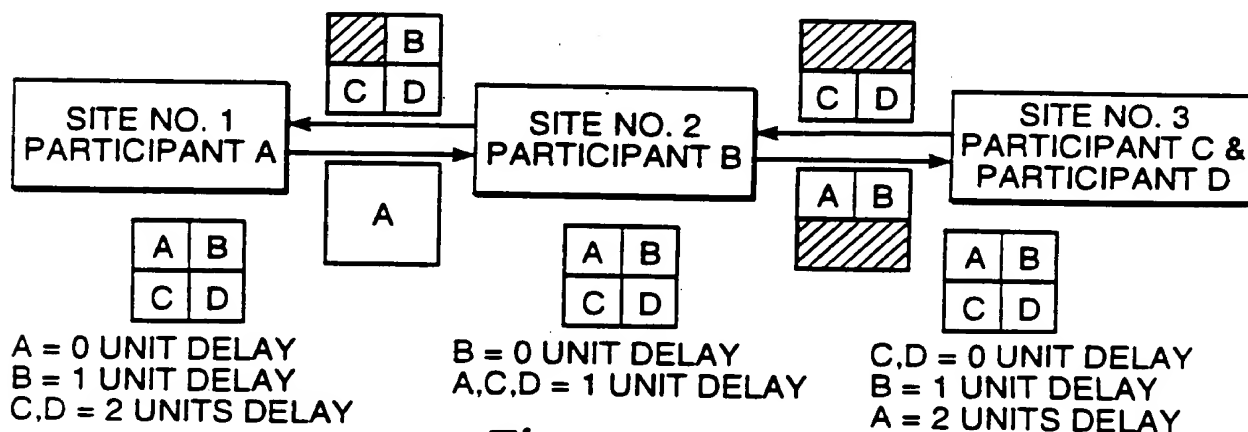 B
C D
C D
SITE NO. 1
PARTICIPANT A
SITE NO. 2
PARTICIPANT B
SITE NO. 3
PARTICIPANT C &
PARTICIPANT D
A
A B
A B
C D
A B
C D
A B
C D
A = 0 UNIT DELAY
B = 1 UNIT DELAY
C,D = 2 UNITS DELAY
B = 0 UNIT DELAY
A,C,D = 1 UNIT DELAY
C,D = 0 UNIT DELAY
B = 1 UNIT DELAY
A = 2 UNITS DELAY